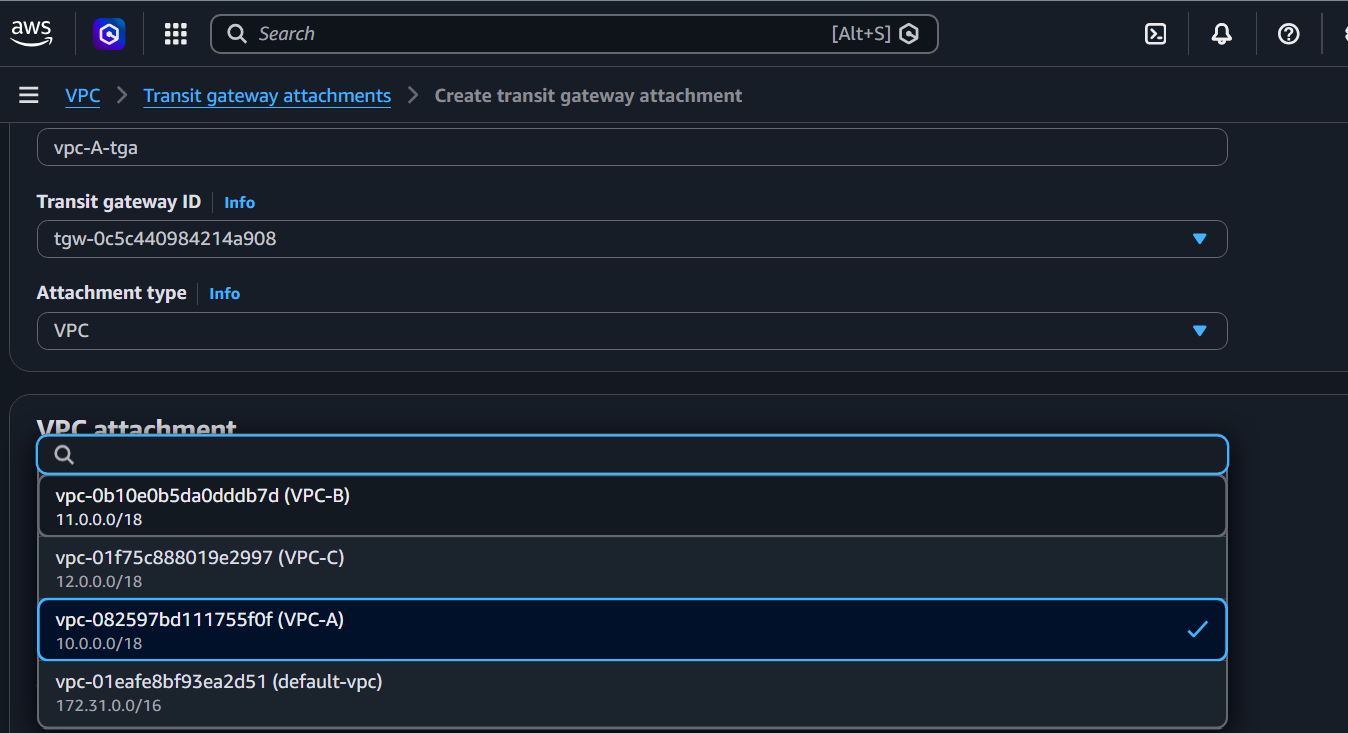 aws
Search [Alt+S]
VPC > Transit gateway attachments > Create transit gateway attachment
vpc-A-tga
Transit gateway ID Info
tgw-0c5c440984214a908
Attachment type Info
VPC
VPC attachment
vpc-0b10e0b5da0dddb7d (VPC-B)
11.0.0.0/18
vpc-01f75c888019e2997 (VPC-C)
12.0.0.0/18
vpc-082597bd111755f0f (VPC-A)
10.0.0.0/18
vpc-01eafe8bf93ea2d51 (default-vpc)
172.31.0.0/16